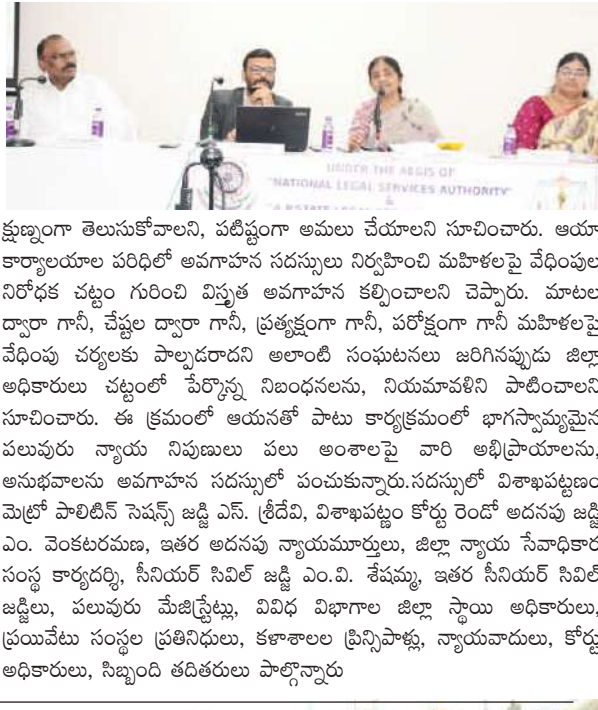 UNDER THE AEGIS OF
"NATIONAL LEGAL SERVICES AUTHORITY"
&
క్షుణ్ణంగా తెలుసుకోవాలని, పటిష్టంగా అమలు చేయాలని సూచించారు. ఆయా
కార్యాలయాల పరిధిలో అవగాహన సదస్సులు నిర్వహించి మహిళలపై వేధింపుల
నిరోధక చట్టం గురించి విస్తృత అవగాహన కల్పించాలని చెప్పారు. మాటల
ద్వారా గానీ, చేష్టల ద్వారా గానీ, ప్రత్యక్షంగా గానీ, పరోక్షంగా గానీ మహిళలపై
వేధింపు చర్యలకు పాల్పడరాదని అలాంటి సంఘటనలు జరిగినప్పుడు జిల్లా
అధికారులు చట్టంలో పేర్కొన్న నిబంధనలను, నియమావళిని పాటించాలని
సూచించారు. ఈ క్రమంలో ఆయనతో పాటు కార్యక్రమంలో భాగస్వామ్యమైన
పలువురు న్యాయ నిపుణులు పలు అంశాలపై వారి అభిప్రాయాలను,
అనుభవాలను అవగాహన సదస్సులో పంచుకున్నారు.సదస్సులో విశాఖపట్టణం
మెట్రో పాలిటిన్ సెషన్స్ జడ్జి ఎస్. శ్రీదేవి, విశాఖపట్నం కోర్టు రెండో అదనపు జడ్జి
ఎం. వెంకటరమణ, ఇతర అదనపు న్యాయమూర్తులు, జిల్లా న్యాయ సేవాధికార
సంస్థ కార్యదర్శి, సీనియర్ సివిల్ జడ్జి ఎం.వి. శేషమ్మ, ఇతర సీనియర్ సివిల్
జడ్జిలు, పలువురు మేజిస్ట్రేట్లు, వివిధ విభాగాల జిల్లా స్థాయి అధికారులు,
ప్రయివేటు సంస్థల ప్రతినిధులు, కళాశాలల ప్రిన్సిపాళ్లు, న్యాయవాదులు, కోర్టు
అధికారులు, సిబ్బంది తదితరులు పాల్గొన్నారు